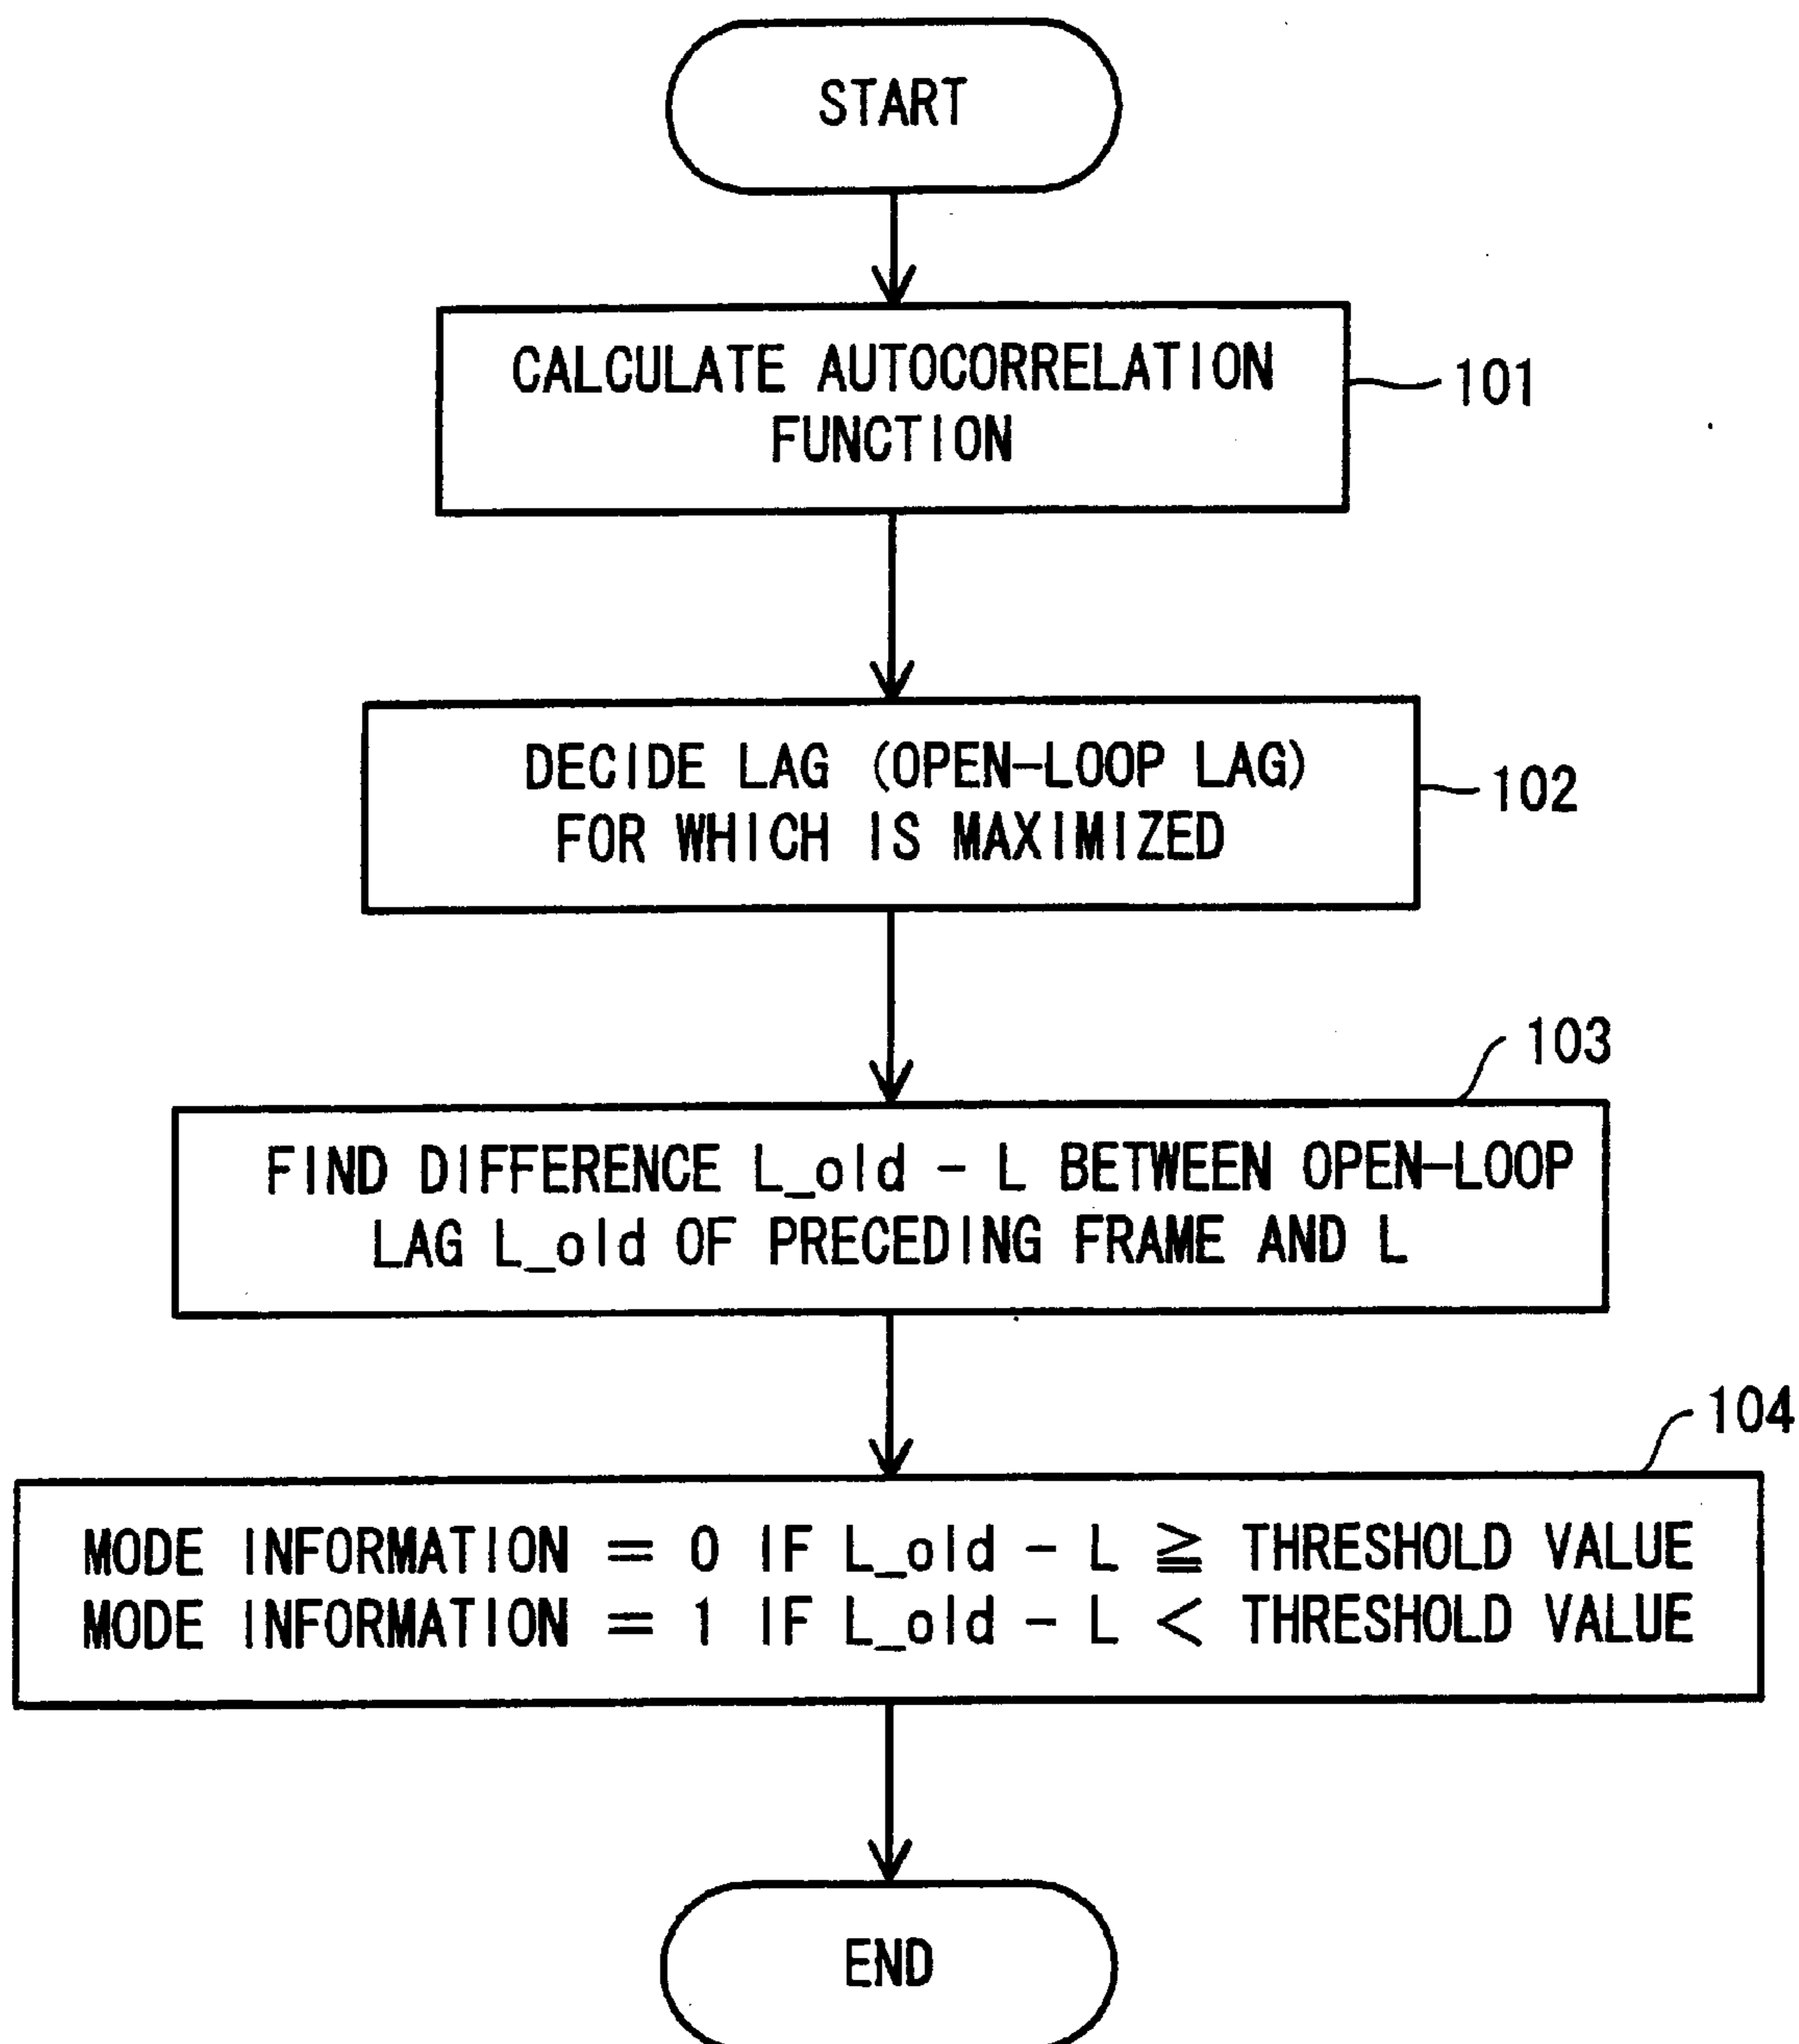 START
CALCULATE AUTOCORRELATION
FUNCTION
101
DECIDE LAG (OPEN-LOOP LAG)
FOR WHICH IS MAXIMIZED
102
103
FIND DIFFERENCE L_old - L BETWEEN OPEN-LOOP
LAG L_old OF PRECEDING FRAME AND L
104
MODE INFORMATION = 0 IF L_old - L ≧ THRESHOLD VALUE
MODE INFORMATION = 1 IF L_old - L < THRESHOLD VALUE
END